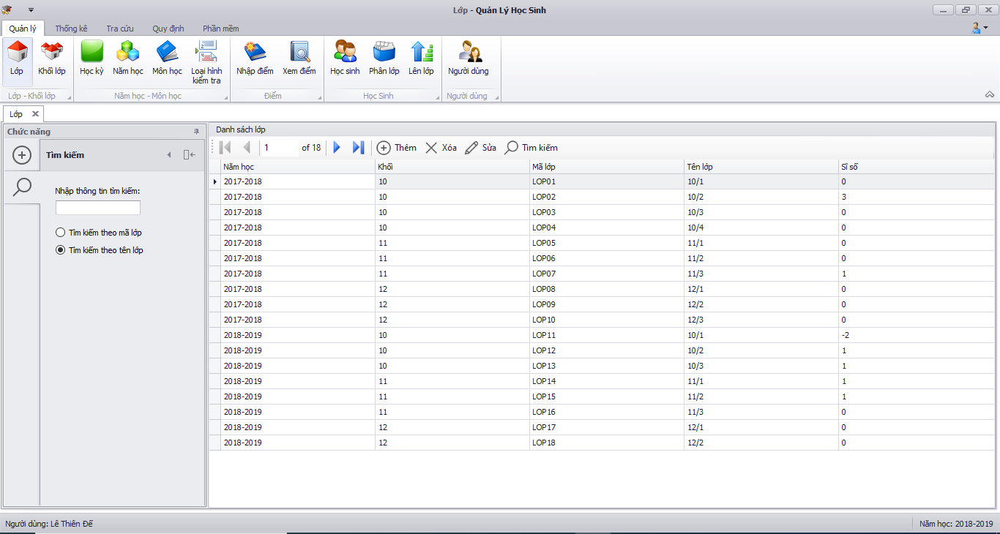 Lớp - Quản Lý Học Sinh
Quản lý Thống kê Tra cứu Quy định Phần mềm
Lớp Khối lớp Học kỳ Năm học Môn học Loại hình kiểm tra Nhập điểm Xem điểm Học sinh Phân lớp Lên lớp Người dùng
Lớp - Khối lớp Năm học - Môn học Điểm Học Sinh Người dùng
Lớp
Chức năng
Danh sách lớp
Tìm kiếm
1 of 18 Thêm Xóa Sửa Tìm kiếm
Nhập thông tin tìm kiếm:
Tìm kiếm theo mã lớp
Tìm kiếm theo tên lớp
Năm học Khối Mã lớp Tên lớp Sĩ số
2017-2018 10 LOP01 10/1 0
2017-2018 10 LOP02 10/2 3
2017-2018 10 LOP03 10/3 0
2017-2018 10 LOP04 10/4 0
2017-2018 11 LOP05 11/1 0
2017-2018 11 LOP06 11/2 0
2017-2018 11 LOP07 11/3 1
2017-2018 12 LOP08 12/1 0
2017-2018 12 LOP09 12/2 0
2017-2018 12 LOP10 12/3 0
2018-2019 10 LOP11 10/1 -2
2018-2019 10 LOP12 10/2 1
2018-2019 10 LOP13 10/3 1
2018-2019 11 LOP14 11/1 1
2018-2019 11 LOP15 11/2 1
2018-2019 11 LOP16 11/3 0
2018-2019 12 LOP17 12/1 0
2018-2019 12 LOP18 12/2 0
Người dùng: Lê Thiên Đế Năm học: 2018-2019